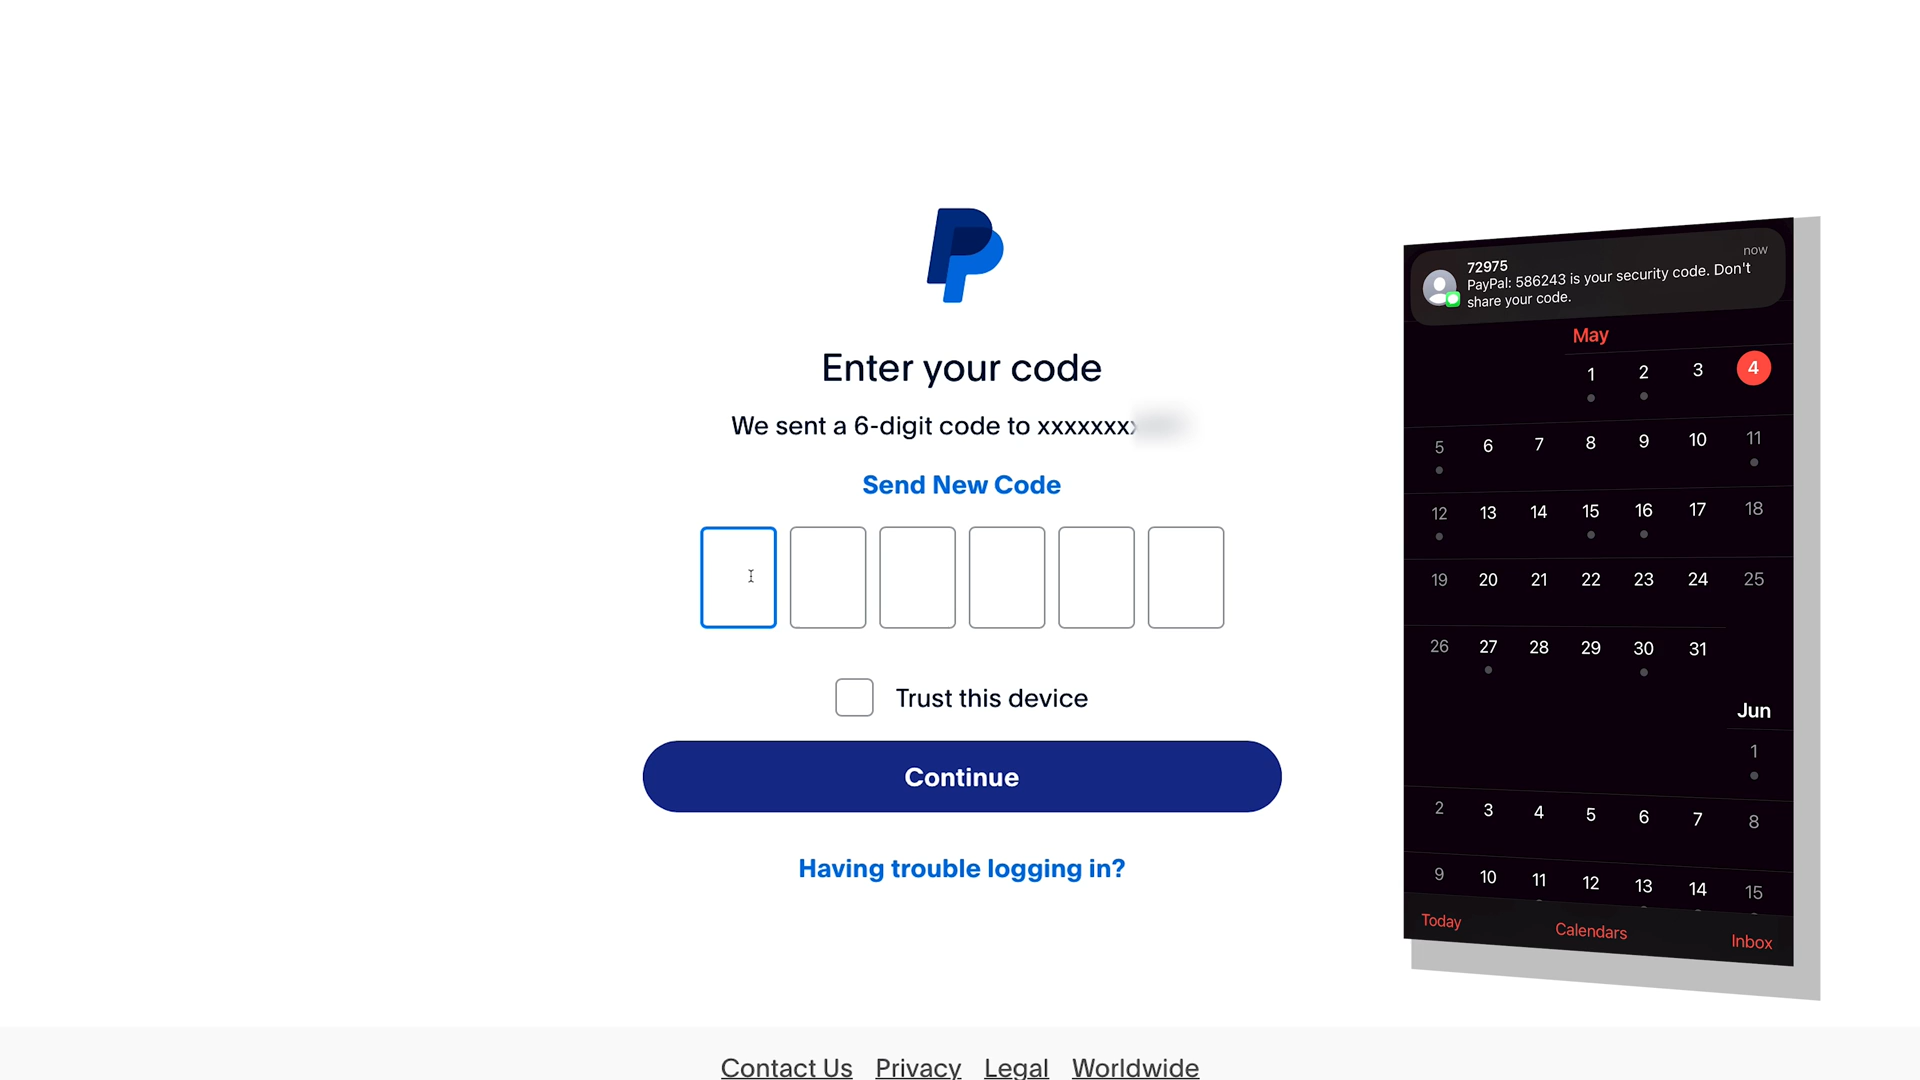 Enter your code
We sent a 6-digit code to xxxxxxxx
Send New Code
Trust this device
Continue
Having trouble logging in?
Contact Us Privacy Legal Worldwide
72975 now
PayPal: 586243 is your security code. Don't
share your code.
May
1 2 3 4
5 6 7 8 9 10 11
12 13 14 15 16 17 18
19 20 21 22 23 24 25
26 27 28 29 30 31
Jun
1
2 3 4 5 6 7 8
9 10 11 12 13 14 15
Today Calendars Inbox